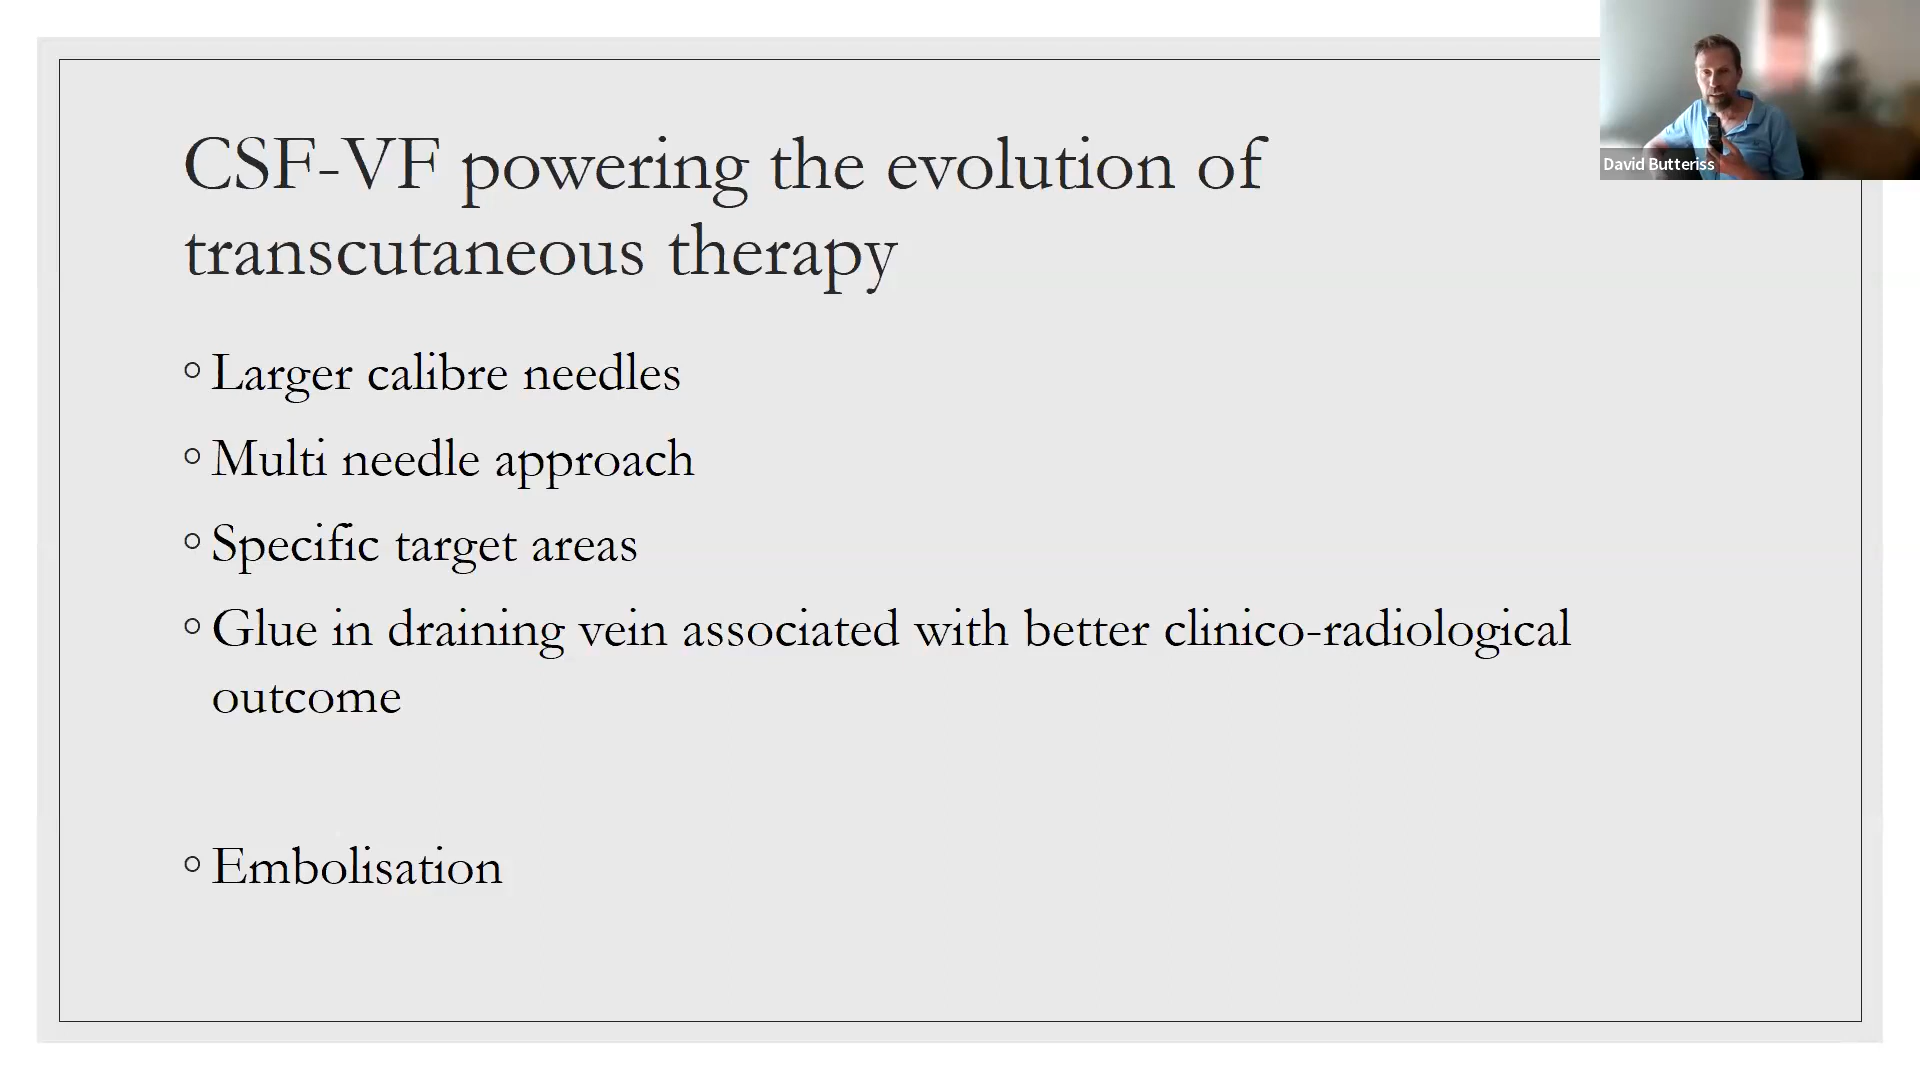 CSF-VF powering the evolution of
transcutaneous therapy
Larger calibre needles
Multi needle approach
Specific target areas
Glue in draining vein associated with better clinico-radiological
outcome
Embolisation
David Butteriss